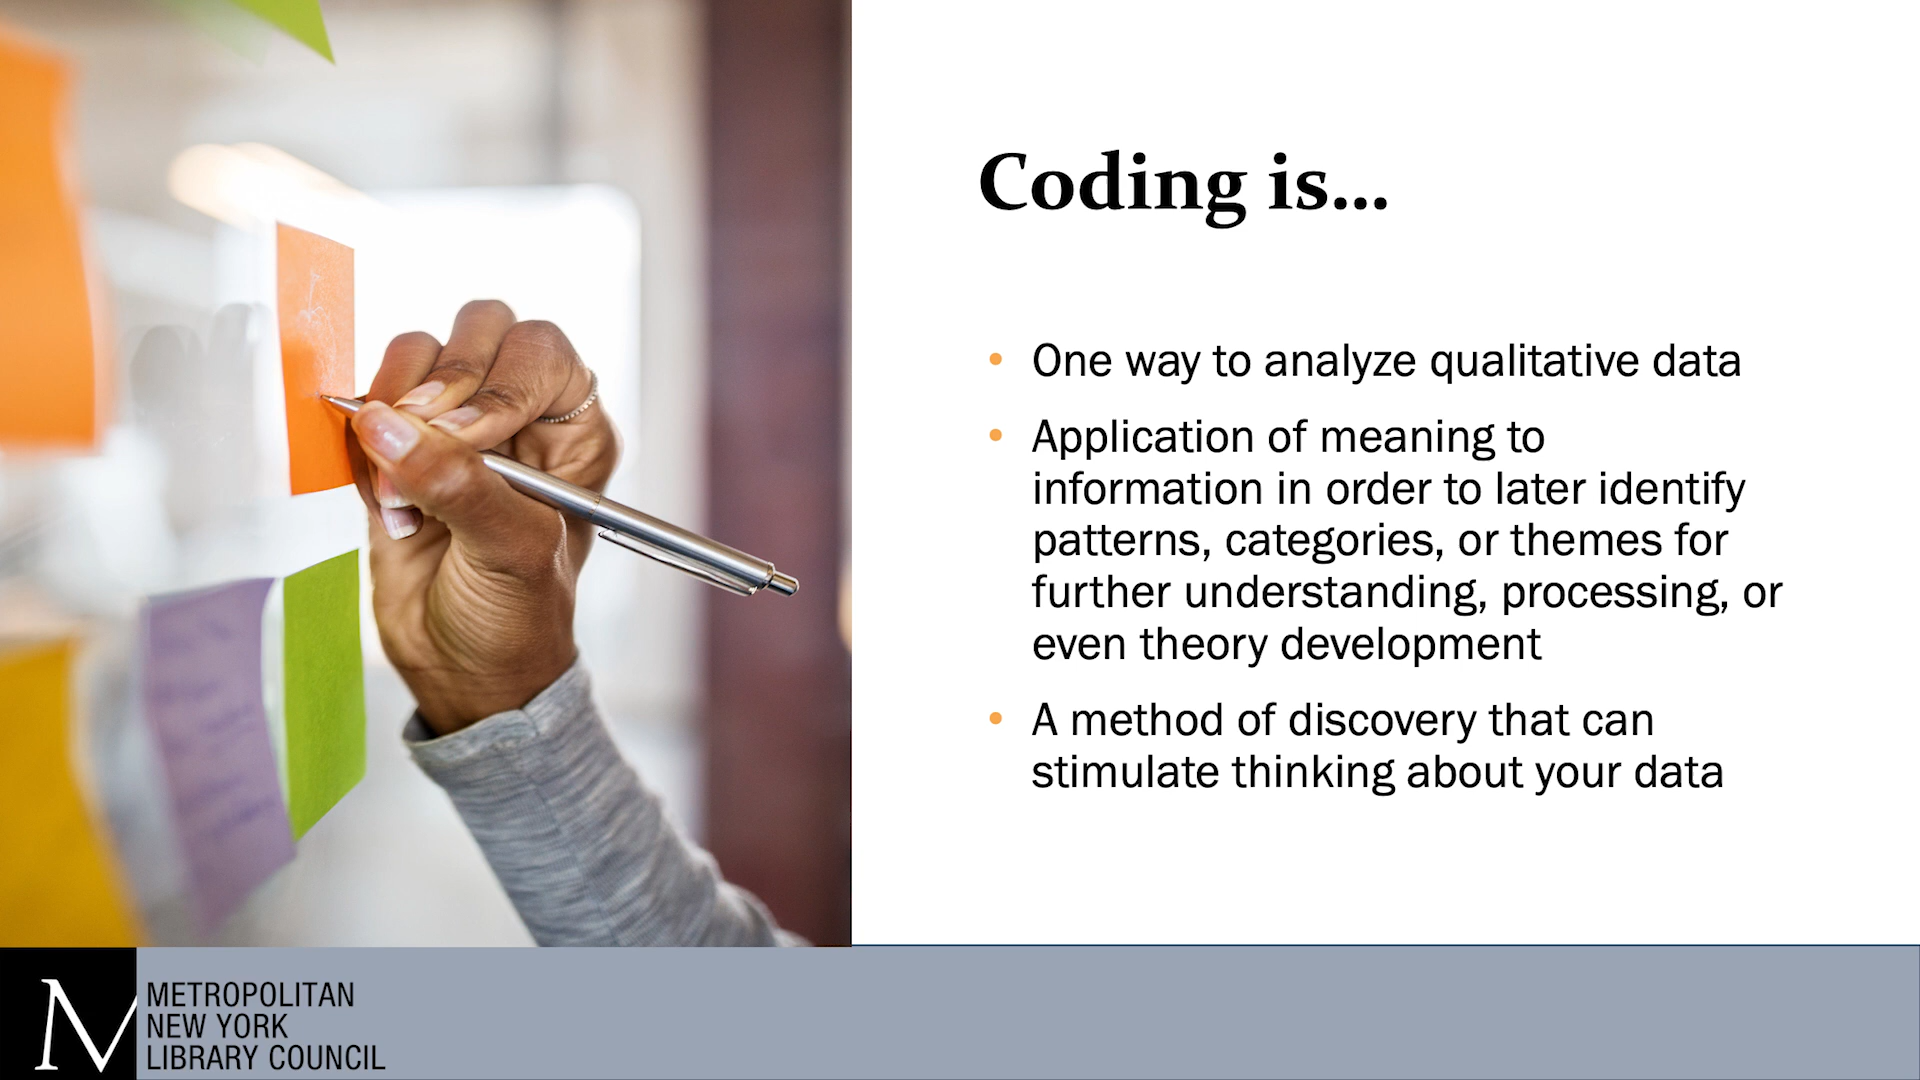 Coding is...
• One way to analyze qualitative data
• Application of meaning to
information in order to later identify
patterns, categories, or themes for
further understanding, processing, or
even theory development
• A method of discovery that can
stimulate thinking about your data
M
METROPOLITAN
NEW YORK
LIBRARY COUNCIL